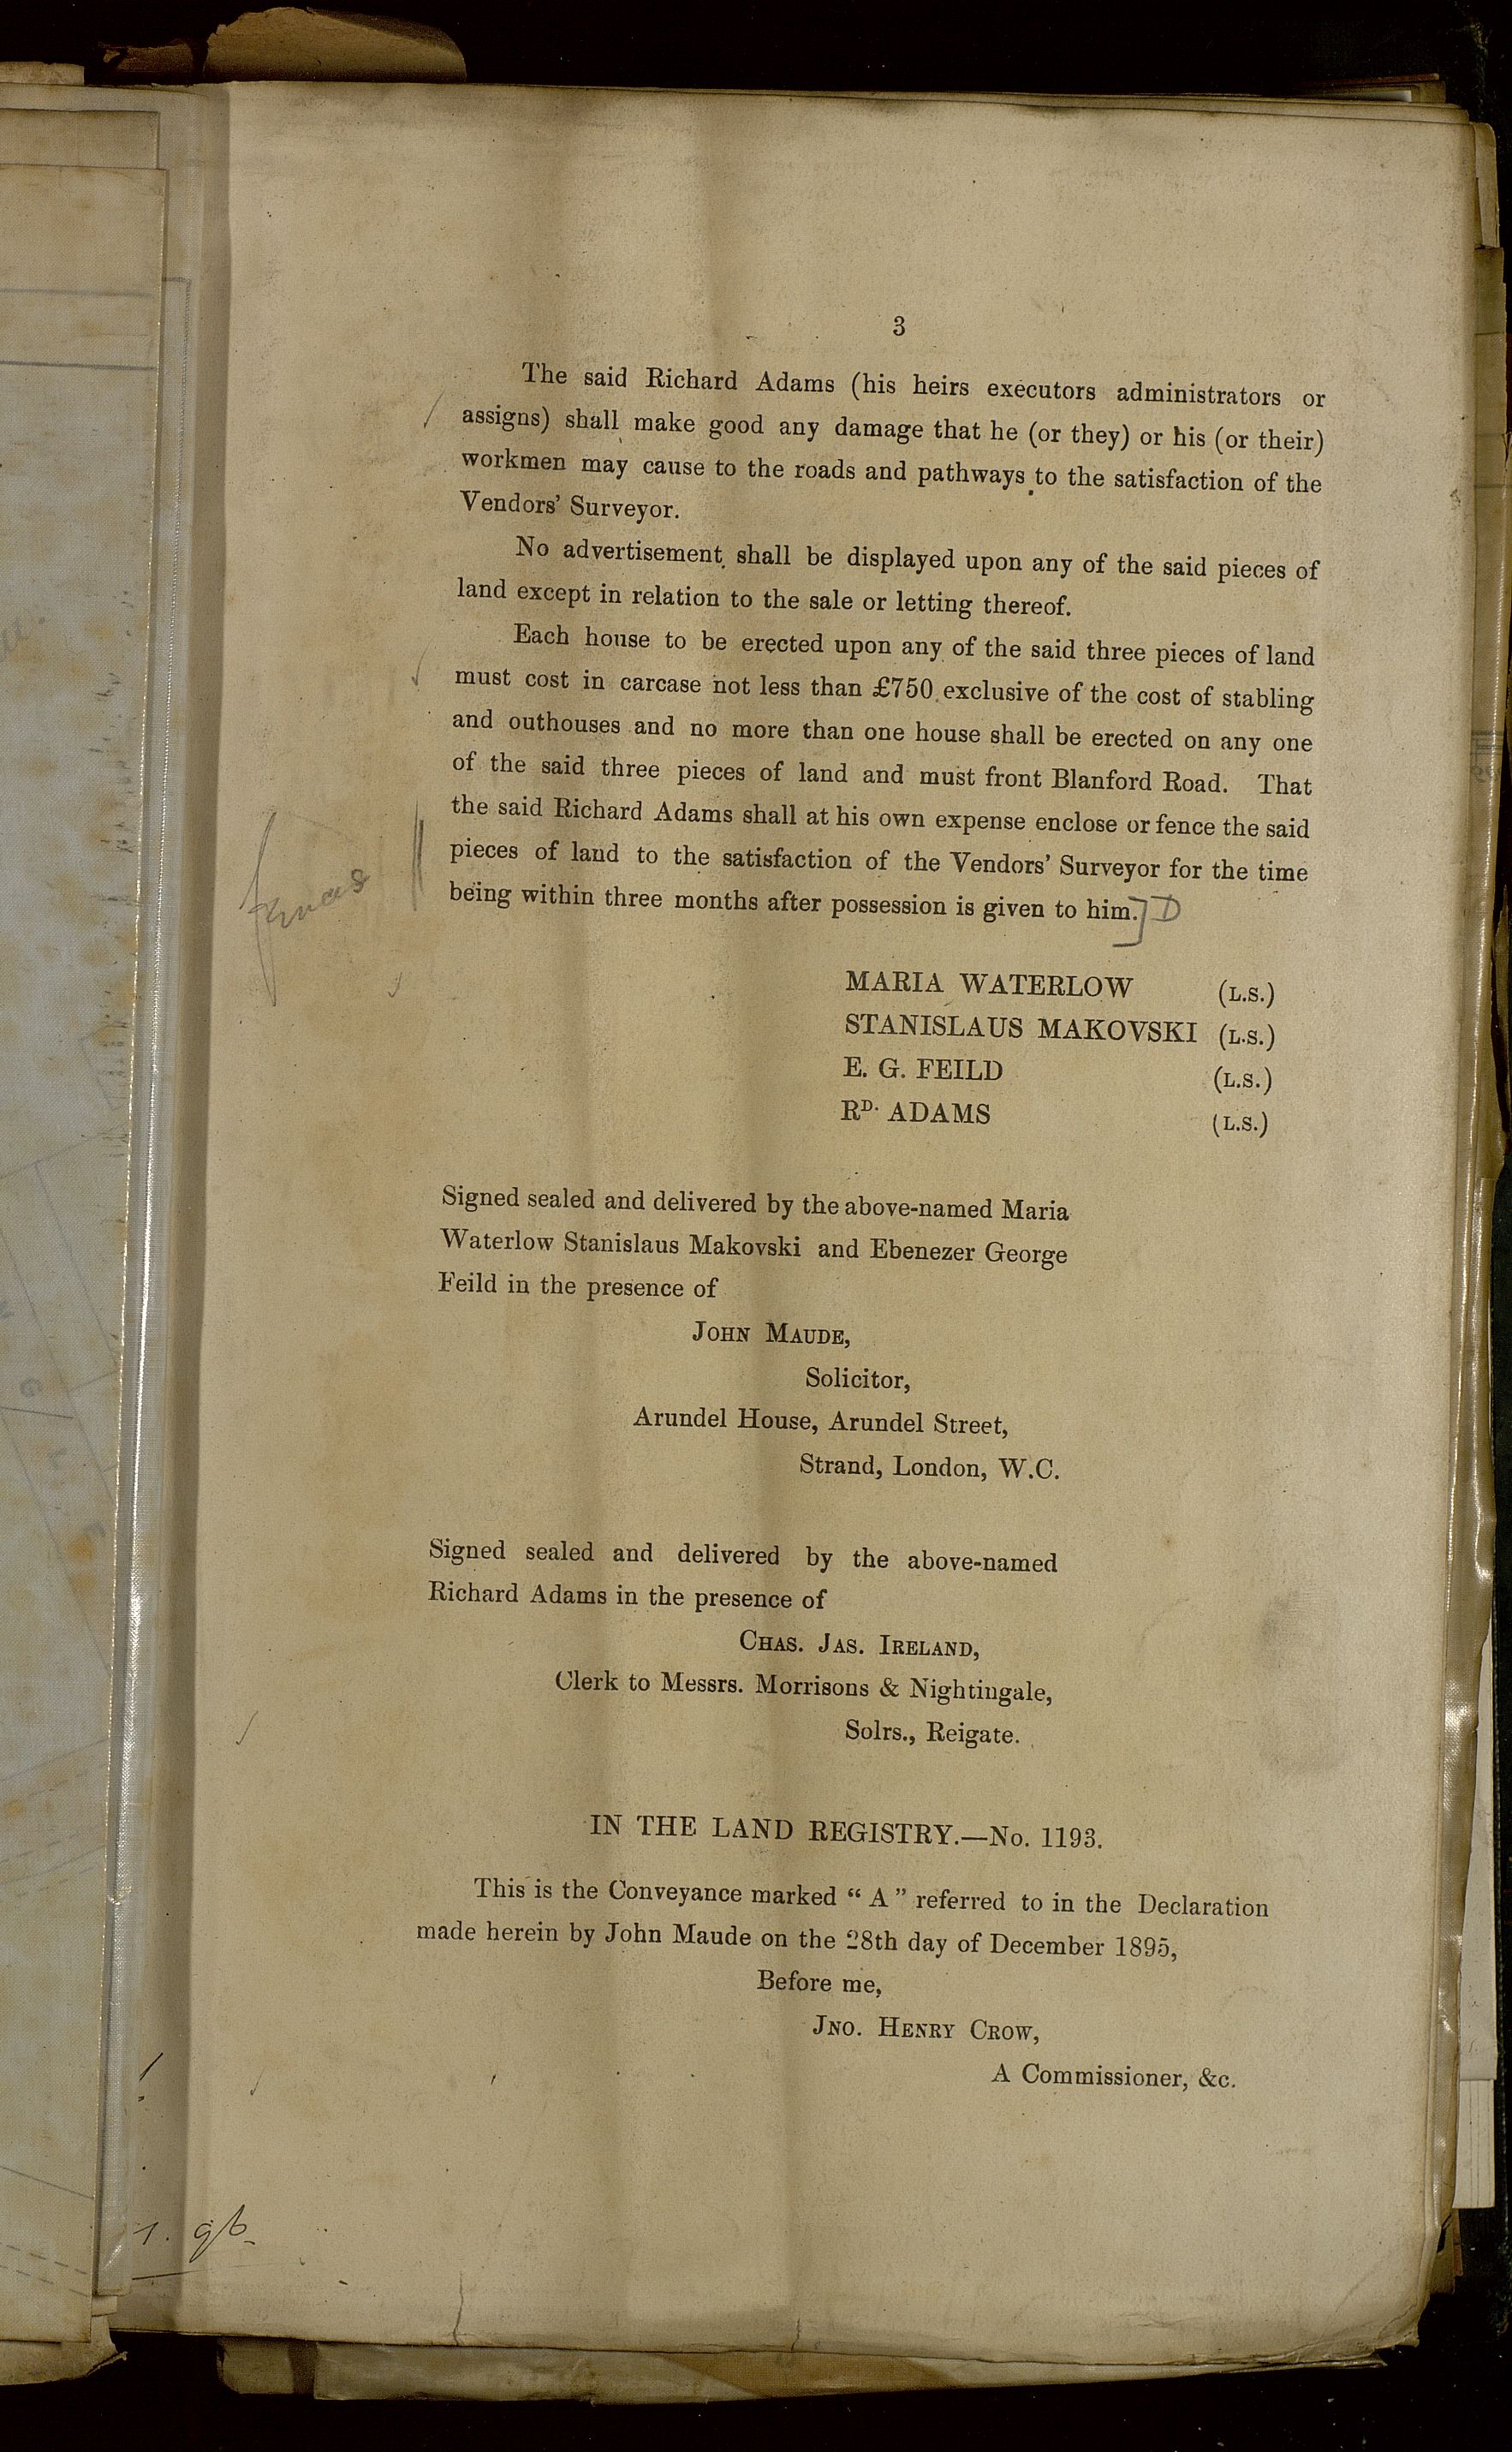 3
The said Richard Adams (his heirs executors administrators or
assigns) shall make good any damage that he (or they) or his (or their)
workmen may cause to the roads and pathways to the satisfaction of the
Vendors' Surveyor.
No advertisement shall be displayed upon any of the said pieces of
land except in relation to the sale or letting thereof.
Each house to be erected upon any of the said three pieces of land
must cost in carcase not less than £750 exclusive of the cost of stabling
and outhouses and no more than one house shall be erected on any one
of the said three pieces of land and must front Blanford Road. That
the said Richard Adams shall at his own expense enclose or fence the said
pieces of land to the satisfaction of the Vendors' Surveyor for the time
fences
being within three months after possession is given to him.] D
MARIA WATERLOW (L.S.)
STANISLAUS MAKOVSKI (L.S.)
E. G. FEILD (L.S.)
RD. ADAMS (L.S.)
Signed sealed and delivered by the above-named Maria
Waterlow Stanislaus Makovski and Ebenezer George
Feild in the presence of
JOHN MAUDE,
Solicitor,
Arundel House, Arundel Street,
Strand, London, W.C.
Signed sealed and delivered by the above-named
Richard Adams in the presence of
CHAS. JAS. IRELAND,
Clerk to Messrs. Morrisons & Nightingale,
Solrs., Reigate.
IN THE LAND REGISTRY.—No. 1193.
This is the Conveyance marked "A" referred to in the Declaration
made herein by John Maude on the 28th day of December 1895,
Before me,
JNO. HENRY CROW,
A Commissioner, &c.